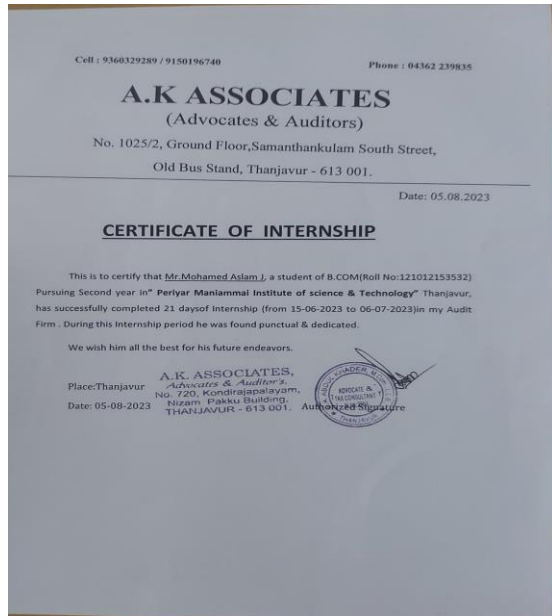 Cell : 9360329289 / 9150196740
Phone : 04362 239835
A.K ASSOCIATES
(Advocates & Auditors)
No. 1025/2, Ground Floor,Samanthankulam South Street,
Old Bus Stand, Thanjavur - 613 001.
Date: 05.08.2023
CERTIFICATE OF INTERNSHIP
This is to certify that Mr.Mohamed Aslam J, a student of B.COM(Roll No:121012153532)
Pursuing Second year in" Periyar Maniammai Institute of science & Technology" Thanjavur,
has successfully completed 21 daysof Internship (from 15-06-2023 to 06-07-2023)in my Audit
Firm . During this Internship period he was found punctual & dedicated.
We wish him all the best for his future endeavors.
A.K. ASSOCIATES,
Advocates & Auditor's,
No. 720, Kondirajapalayam,
Nizam Pakku Building,
THANJAVUR - 613 001.
Place:Thanjavur
Date: 05-08-2023
ABDUL KHADER,
ADVOCATE &
TAX CONSULTANT
THANJAVUR
Authorized Signature